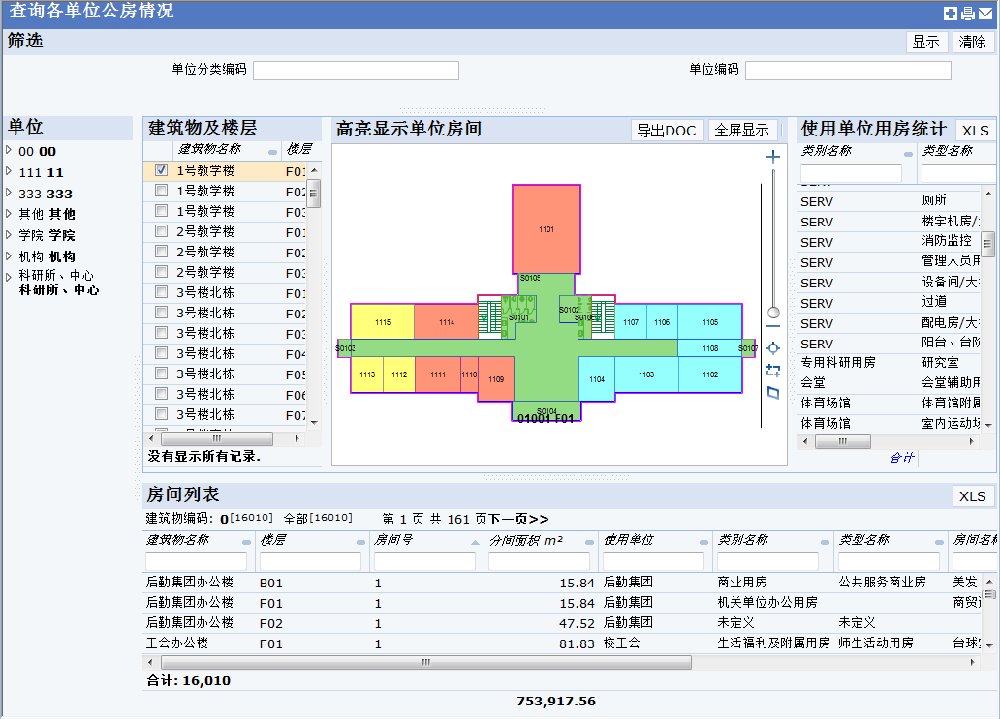 查询各单位公房情况
筛选 显示 清除
单位分类编码 单位编码
单位
00 00
111 11
333 333
其他 其他
学院 学院
机构 机构
科研所、中心
科研所、中心
建筑物及楼层
建筑物名称 楼层
1号教学楼 F01
1号教学楼 F02
1号教学楼 F03
2号教学楼 F01
2号教学楼 F02
2号教学楼 F03
3号楼北栋 F01
3号楼北栋 F02
3号楼北栋 F03
3号楼北栋 F04
3号楼北栋 F05
3号楼北栋 F06
3号楼北栋 F07
没有显示所有记录.
高亮显示单位房间 导出DOC 全屏显示
1101
S0105
S0101 S0102 S0106
1115 1114 1107 1106 1105
S0103 1108 S0107
1113 1112 1111 1110 1109 1104 1103 1102
S0104
01001-F01
使用单位用房统计 XLS
类别名称 类型名称
SERV 厕所
SERV 楼宇机房/
SERV 消防监控
SERV 管理人员用
SERV 设备间/大
SERV 过道
SERV 配电房/大
SERV 阳台、台阶
专用科研用房 研究室
会堂 会堂辅助用
体育场馆 体育馆附属
体育场馆 室内运动场
合计
房间列表 XLS
建筑物编码: 0[16010] 全部[16010] 第 1 页 共 161 页下一页>>
建筑物名称 楼层 房间号 分间面积 m² 使用单位 类别名称 类型名称 房间名称
后勤集团办公楼 B01 1 15.84 后勤集团 商业用房 公共服务商业房 美发
后勤集团办公楼 F01 1 15.84 后勤集团 机关单位办公用房 商贸
后勤集团办公楼 F02 1 47.52 后勤集团 未定义 未定义
工会办公楼 F01 1 81.83 校工会 生活福利及附属用房 师生活动用房 台球
合计: 16,010
753,917.56